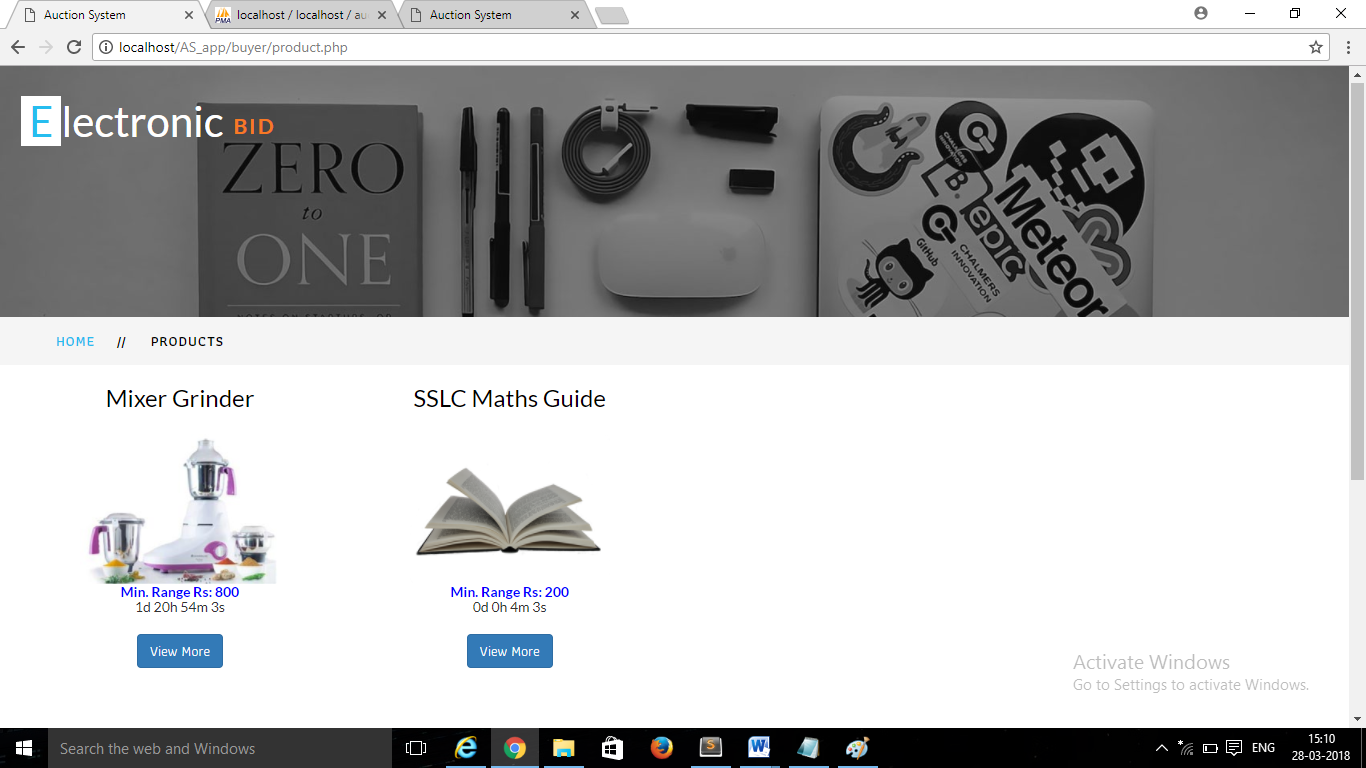 Auction System
localhost / localhost / au
Auction System
localhost/AS_app/buyer/product.php
Electronic BID
ZERO
to
ONE
CHALMERS
INNOVATION
B.
epic
Meteor
GitHub
CHALMERS
INNOVATION
HOME // PRODUCTS
Mixer Grinder SSLC Maths Guide
Min. Range Rs: 800 Min. Range Rs: 200
1d 20h 54m 3s 0d 0h 4m 3s
View More View More
Activate Windows
Go to Settings to activate Windows.
Search the web and Windows
ENG
15:10
28-03-2018